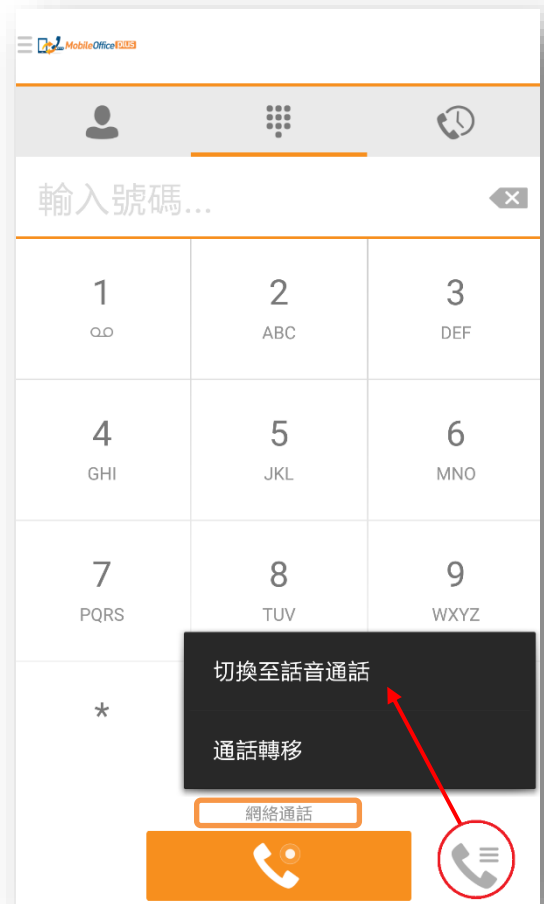 MobileOffice PLUS
輸入號碼...
1 2 3
ABC DEF
4 5 6
GHI JKL MNO
7 8 9
PQRS TUV WXYZ
切換至話音通話
*
通話轉移
網絡通話